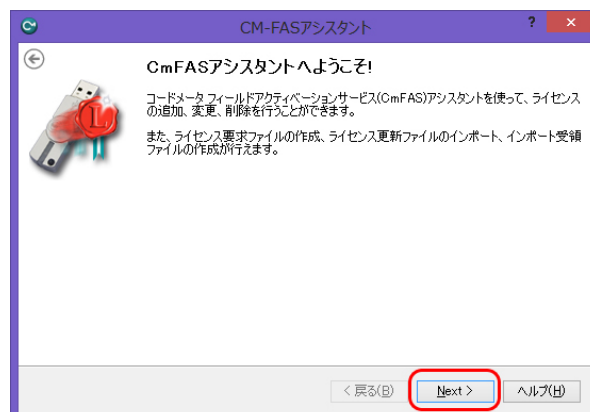 CM-FASアシスタント ? ×
CmFASアシスタントへようこそ!
コードメータ フィールドアクティベーションサービス(CmFAS)アシスタントを使って、ライセンス
の追加、変更、削除を行うことができます。
また、ライセンス要求ファイルの作成、ライセンス更新ファイルのインポート、インポート受領
ファイルの作成が行えます。
L
< 戻る(B) Next > ヘルプ(H)